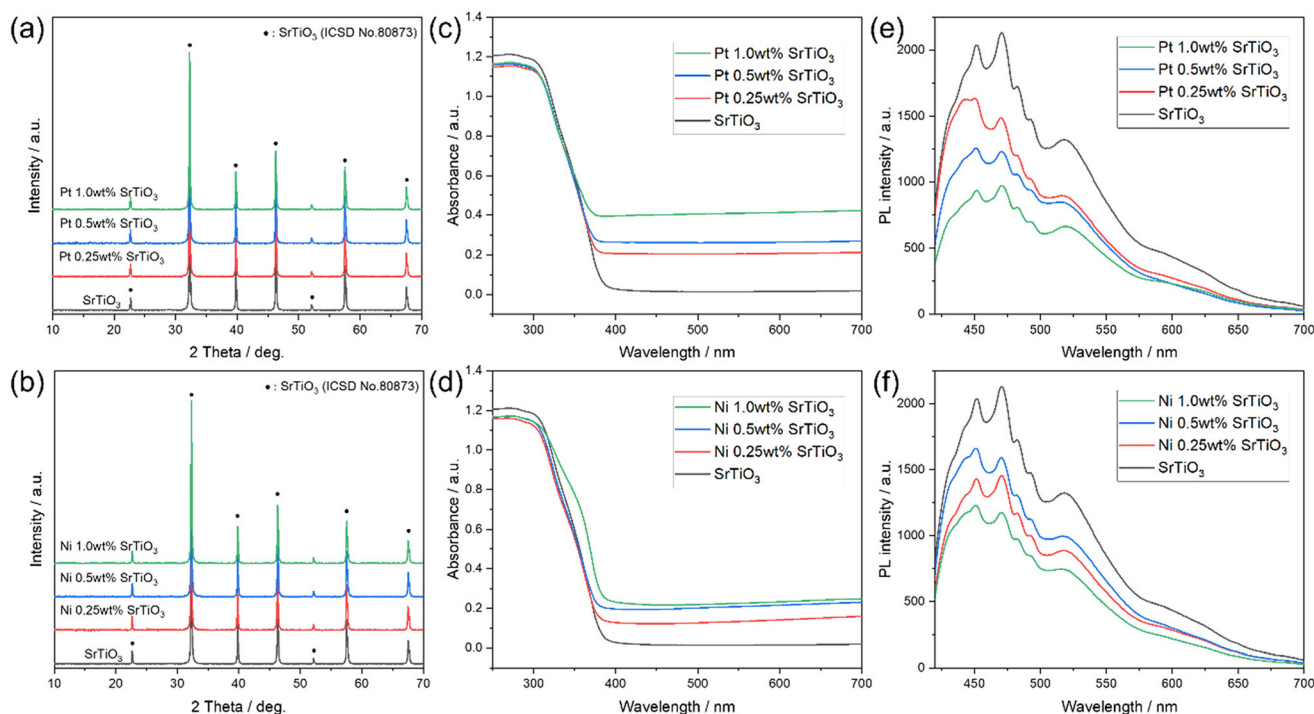 (a)
• : SrTiO₃ (ICSD No.80873)
Intensity / a.u.
Pt 1.0wt% SrTiO₃
Pt 0.5wt% SrTiO₃
Pt 0.25wt% SrTiO₃
SrTiO₃
10 20 30 40 50 60 70
2 Theta / deg.
(c)
1.4
1.2
1.0
0.8
0.6
0.4
0.2
0.0
Absorbance / a.u.
Pt 1.0wt% SrTiO₃
Pt 0.5wt% SrTiO₃
Pt 0.25wt% SrTiO₃
SrTiO₃
300 400 500 600 700
Wavelength / nm
(e)
2000
1500
1000
500
0
PL intensity / a.u.
Pt 1.0wt% SrTiO₃
Pt 0.5wt% SrTiO₃
Pt 0.25wt% SrTiO₃
SrTiO₃
450 500 550 600 650 700
Wavelength / nm
(b)
• : SrTiO₃ (ICSD No.80873)
Intensity / a.u.
Ni 1.0wt% SrTiO₃
Ni 0.5wt% SrTiO₃
Ni 0.25wt% SrTiO₃
SrTiO₃
10 20 30 40 50 60 70
2 Theta / deg.
(d)
1.4
1.2
1.0
0.8
0.6
0.4
0.2
0.0
Absorbance / a.u.
Ni 1.0wt% SrTiO₃
Ni 0.5wt% SrTiO₃
Ni 0.25wt% SrTiO₃
SrTiO₃
300 400 500 600 700
Wavelength / nm
(f)
2000
1500
1000
500
0
PL intensity / a.u.
Ni 1.0wt% SrTiO₃
Ni 0.5wt% SrTiO₃
Ni 0.25wt% SrTiO₃
SrTiO₃
450 500 550 600 650 700
Wavelength / nm